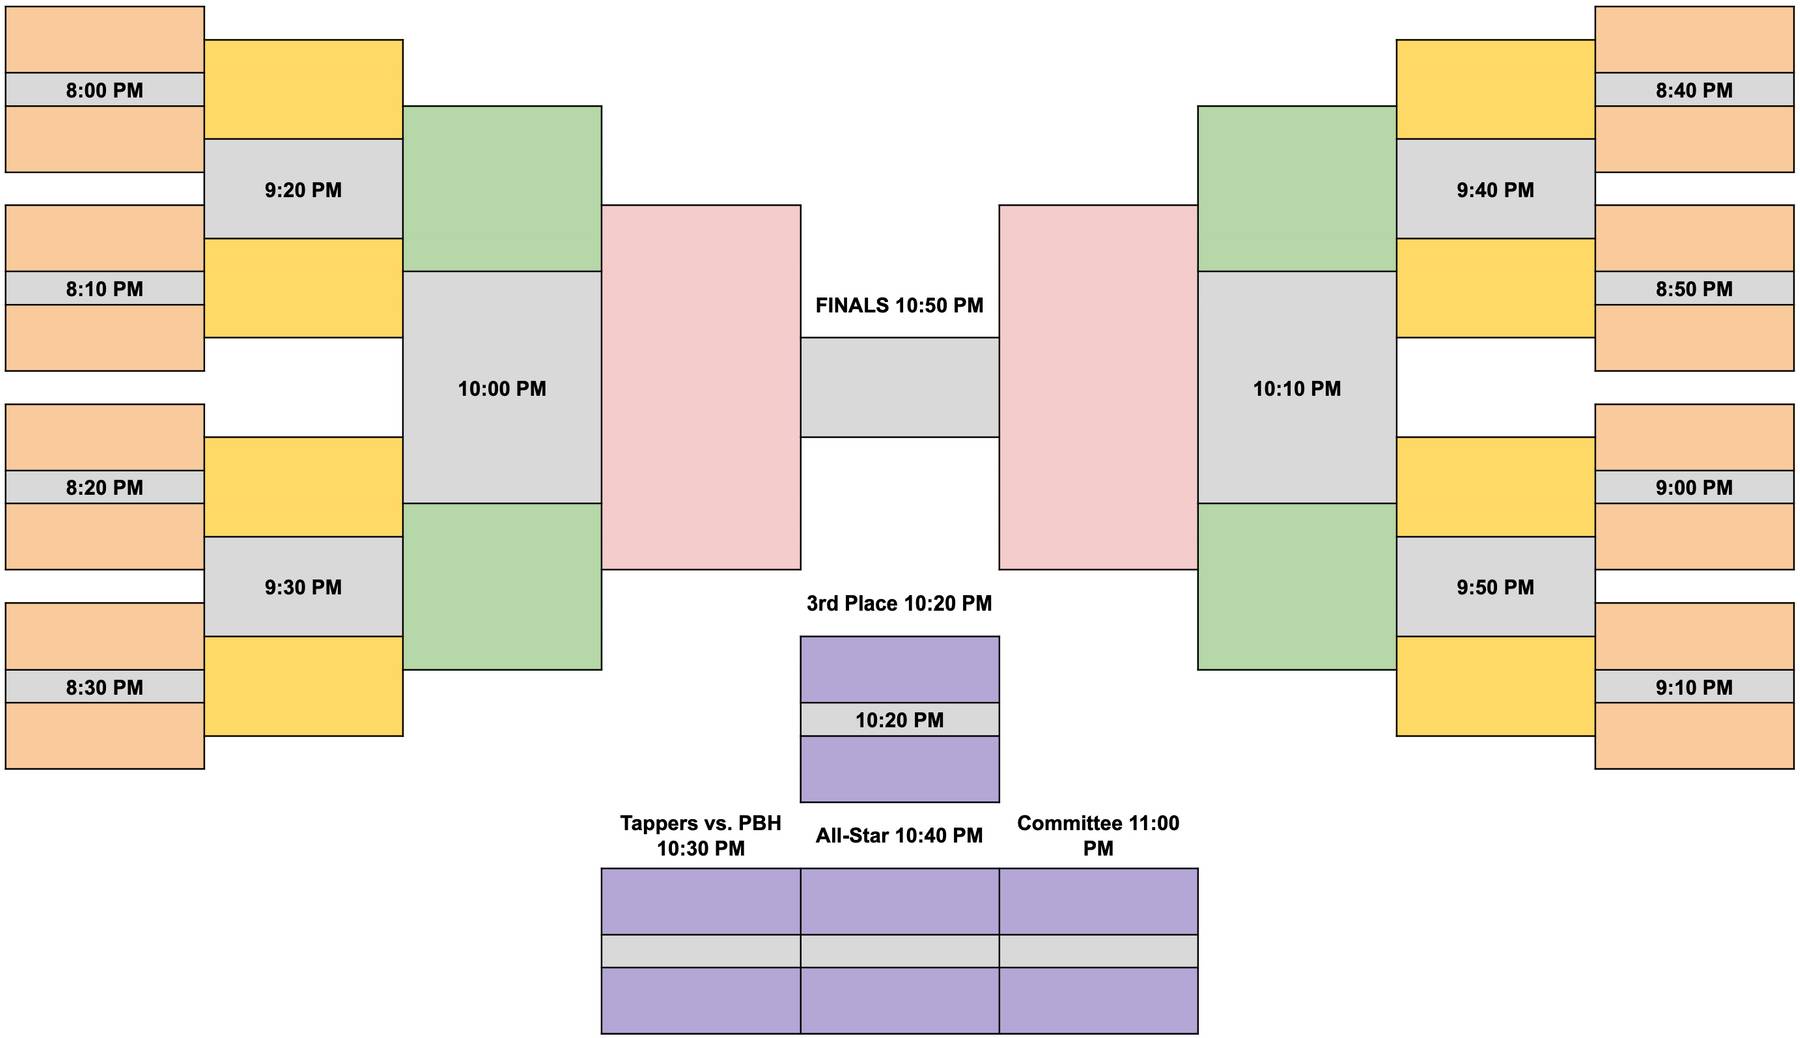 8:00 PM
8:40 PM
9:20 PM
9:40 PM
8:10 PM
8:50 PM
FINALS 10:50 PM
10:00 PM
10:10 PM
8:20 PM
9:00 PM
9:30 PM
9:50 PM
3rd Place 10:20 PM
8:30 PM
9:10 PM
10:20 PM
Tappers vs. PBH
10:30 PM
All-Star 10:40 PM
Committee 11:00
PM